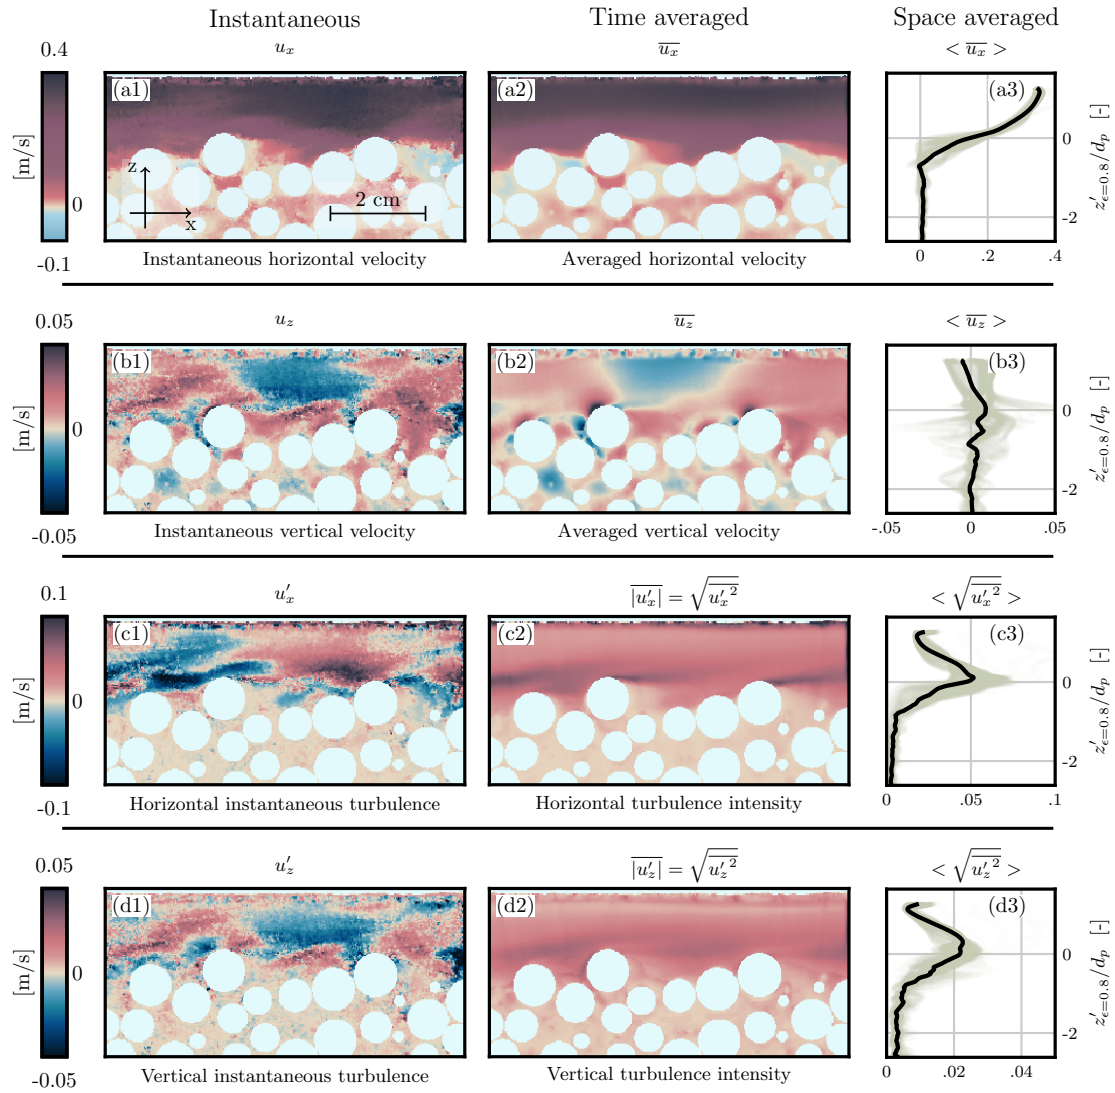 Instantaneous Time averaged Space averaged
0.4 u_x \overline{u_x} < \overline{u_x} >
(a1) (a2) (a3)
[m/s] 0 z'_{ϵ=0.8}/d_p [-]
z
2 cm
0 x -2
-0.1 Instantaneous horizontal velocity Averaged horizontal velocity 0 .2 .4
0.05 u_z \overline{u_z} < \overline{u_z} >
(b1) (b2) (b3)
[m/s] 0 0 z'_{ϵ=0.8}/d_p [-]
-2
-0.05 Instantaneous vertical velocity Averaged vertical velocity -.05 0 .05
0.1 u'_x \overline{|u'_x|} = \sqrt{\overline{u'_x{}^2}} < \sqrt{\overline{u'_x{}^2}} >
(c1) (c2) (c3)
[m/s] 0 0 z'_{ϵ=0.8}/d_p [-]
-2
-0.1 Horizontal instantaneous turbulence Horizontal turbulence intensity 0 .05 .1
0.05 u'_z \overline{|u'_z|} = \sqrt{\overline{u'_z{}^2}} < \sqrt{\overline{u'_z{}^2}} >
(d1) (d2) (d3)
[m/s] 0 0 z'_{ϵ=0.8}/d_p [-]
-2
-0.05 Vertical instantaneous turbulence Vertical turbulence intensity 0 .02 .04